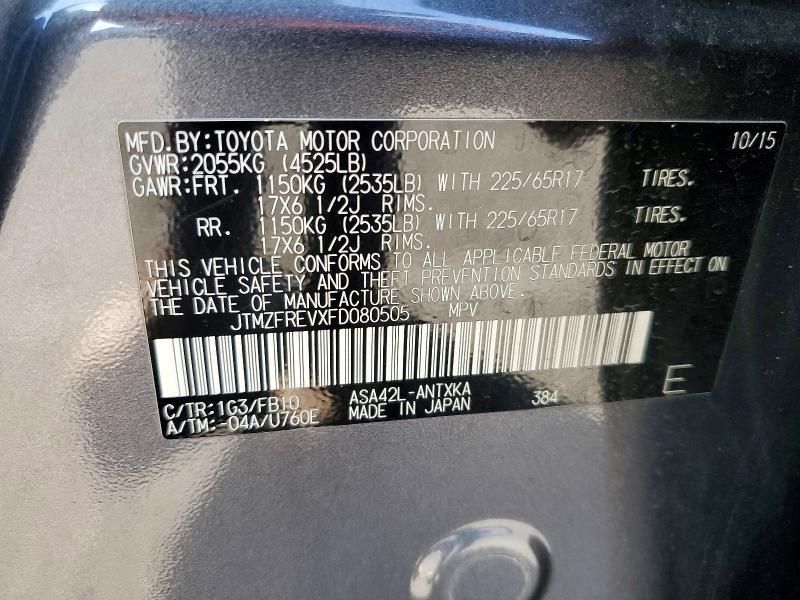 MFD.BY:TOYOTA MOTOR CORPORATION 10/15
GVWR:2055KG (4525LB)
GAWR:FRT. 1150KG (2535LB) WITH 225/65R17 TIRES.
17X6 1/2J RIMS.
RR. 1150KG (2535LB) WITH 225/65R17 TIRES.
17X6 1/2J RIMS.
THIS VEHICLE CONFORMS TO ALL APPLICABLE FEDERAL MOTOR
VEHICLE SAFETY AND THEFT PREVENTION STANDARDS IN EFFECT ON
THE DATE OF MANUFACTURE SHOWN ABOVE.
JTMZFREVXFD080505 MPV
C/TR:1G3/FB10 ASA42L-ANTXKA 384 E
A/TM:-04A/U760E MADE IN JAPAN